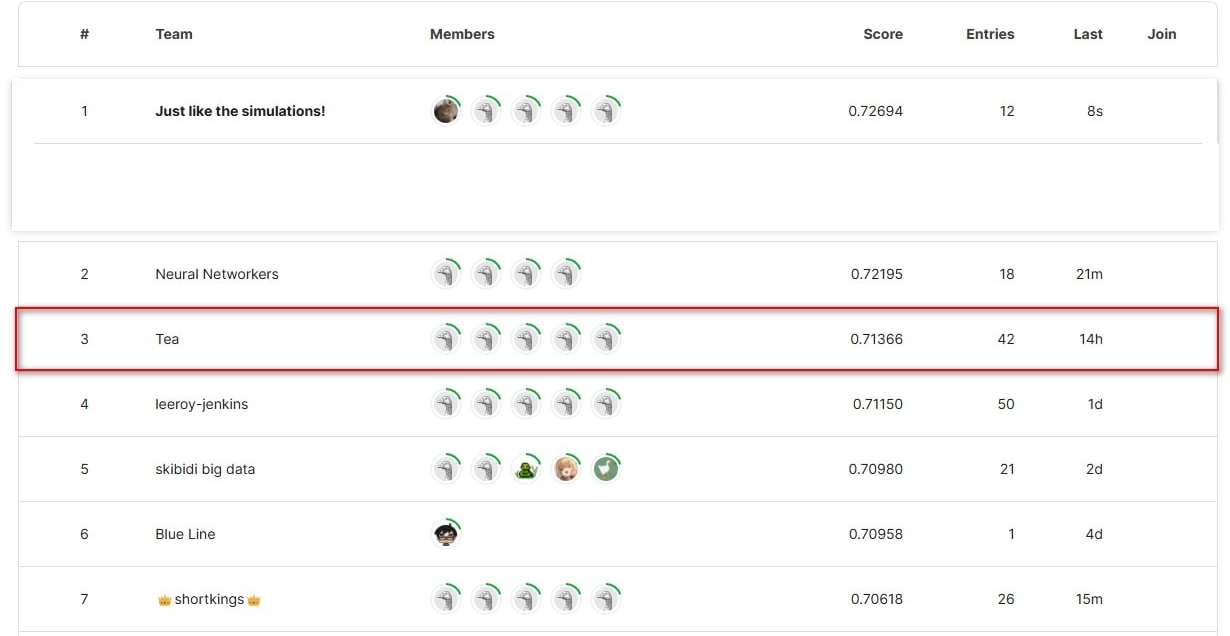 # Team Members Score Entries Last Join
1 Just like the simulations! 0.72694 12 8s
2 Neural Networkers 0.72195 18 21m
3 Tea 0.71366 42 14h
4 leeroy-jenkins 0.71150 50 1d
5 skibidi big data 0.70980 21 2d
6 Blue Line 0.70958 1 4d
7 👑shortkings👑 0.70618 26 15m